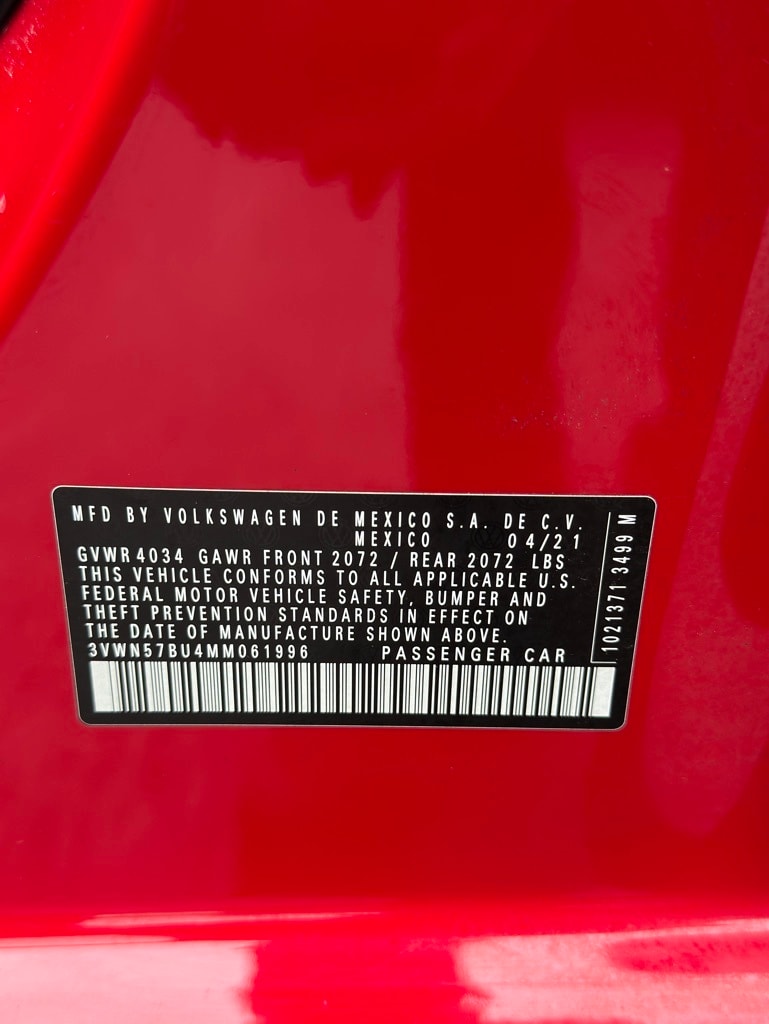 MFD BY VOLKSWAGEN DE MEXICO S.A. DE C.V.
MEXICO 04/21
GVWR 4034 GAWR FRONT 2072 / REAR 2072 LBS
THIS VEHICLE CONFORMS TO ALL APPLICABLE U.S.
FEDERAL MOTOR VEHICLE SAFETY, BUMPER AND
THEFT PREVENTION STANDARDS IN EFFECT ON
THE DATE OF MANUFACTURE SHOWN ABOVE.
3VWN57BU4MM061996 PASSENGER CAR
1021371 3499 M